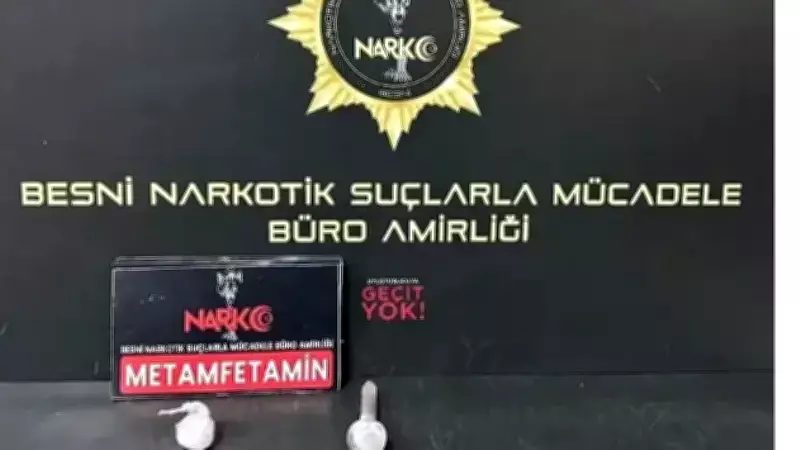 NARKO
BESNİ
BESNİ NARKOTİK SUÇLARLA MÜCADELE
BÜRO AMİRLİĞİ
NARKO
BESNİ NARKOTİK SUÇLARLA MÜCADELE BÜRO AMİRLİĞİ
METAMFETAMİN
GEÇİT
YOK!